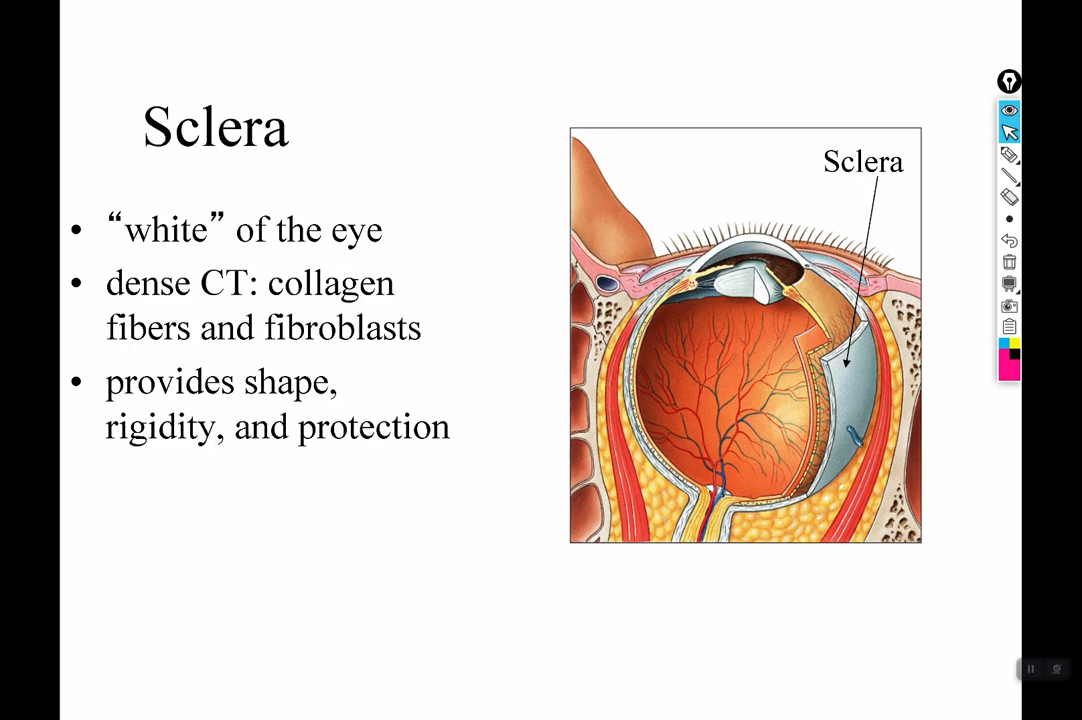 Sclera
• “white” of the eye
• dense CT: collagen
fibers and fibroblasts
• provides shape,
rigidity, and protection
Sclera